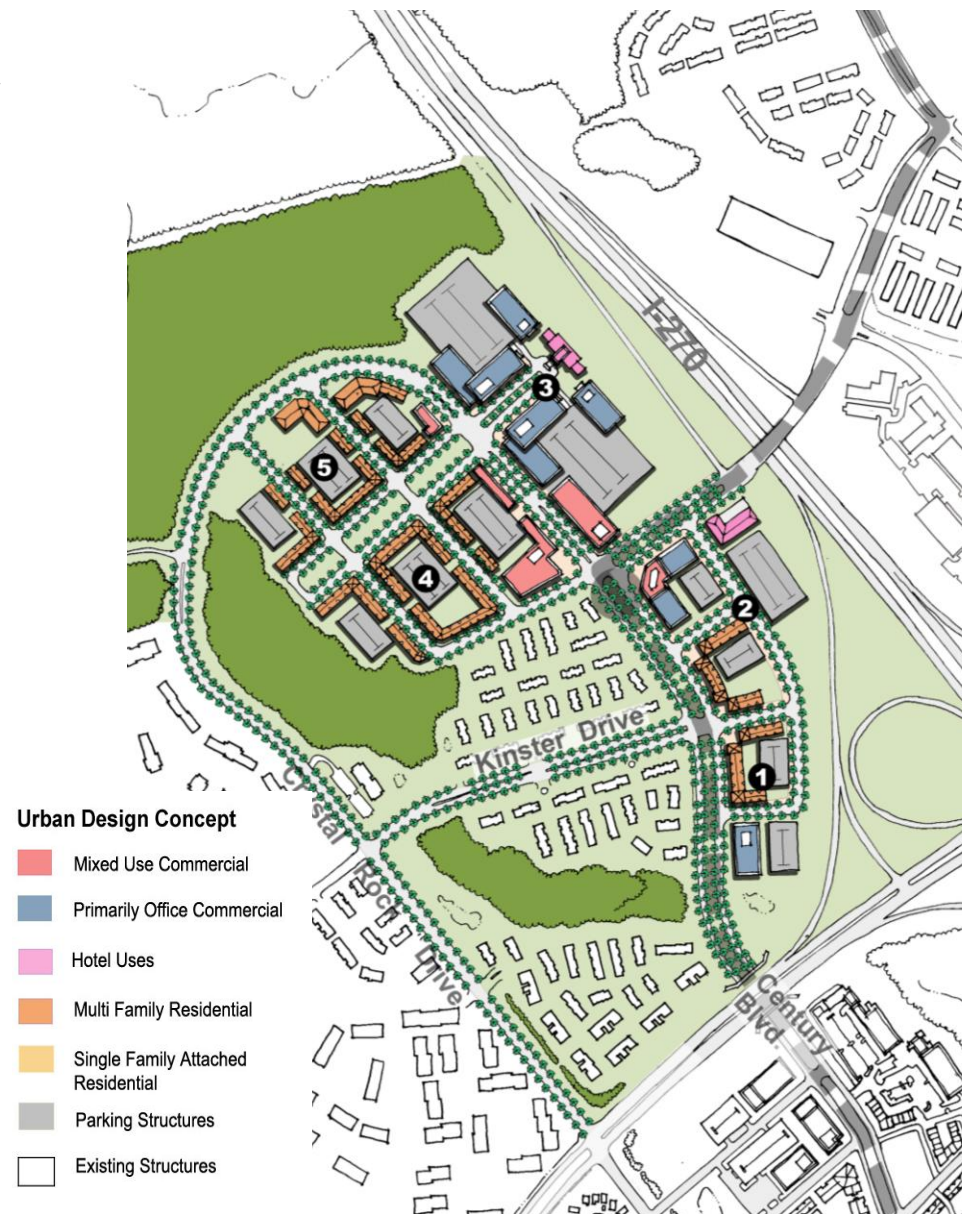 I-270
3
5
4
2
Kinster Drive
1
Crystal Rock Drive
Century
Blvd.
Urban Design Concept
Mixed Use Commercial
Primarily Office Commercial
Hotel Uses
Multi Family Residential
Single Family Attached
Residential
Parking Structures
Existing Structures